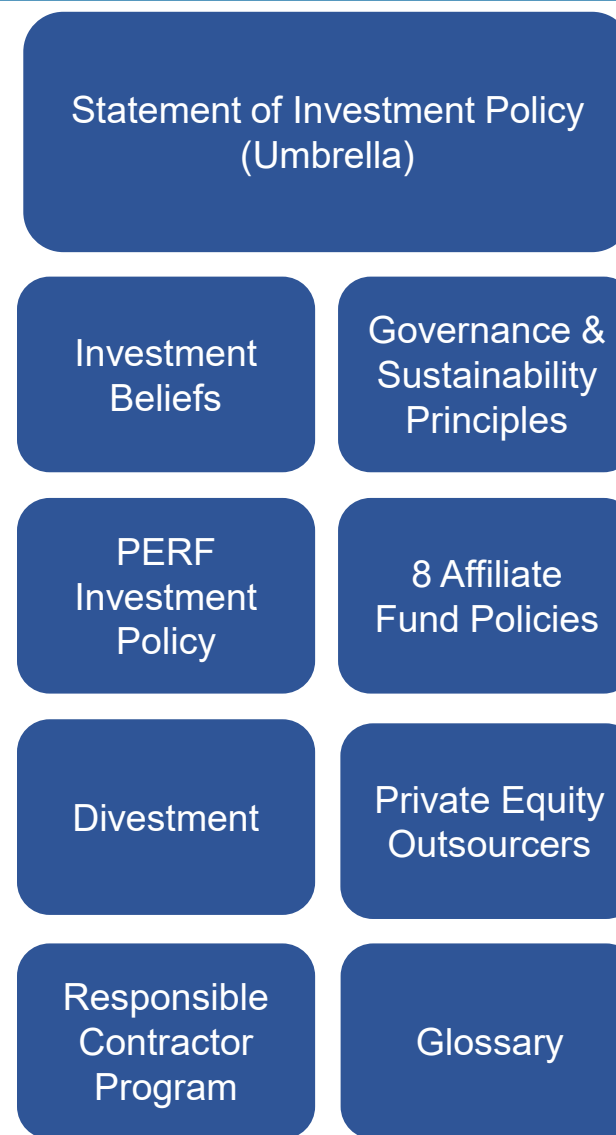 Statement of Investment Policy
(Umbrella)
Investment
Beliefs
Governance &
Sustainability
Principles
PERF
Investment
Policy
8 Affiliate
Fund Policies
Divestment
Private Equity
Outsourcers
Responsible
Contractor
Program
Glossary